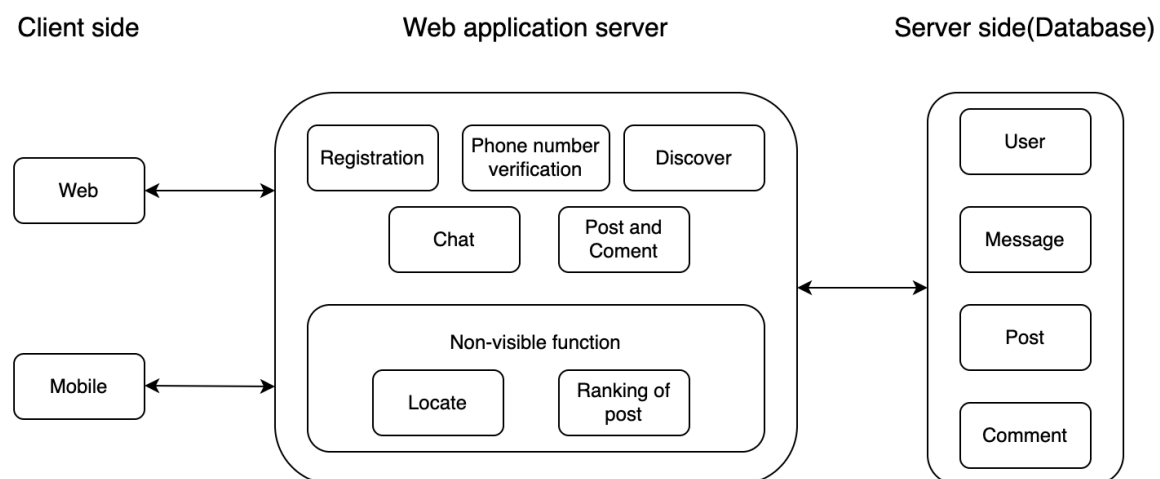 Client side
Web application server
Server side(Database)
Registration
Phone number
verification
Discover
User
Web
Chat
Post and
Coment
Message
Non-visible function
Post
Mobile
Locate
Ranking of
post
Comment